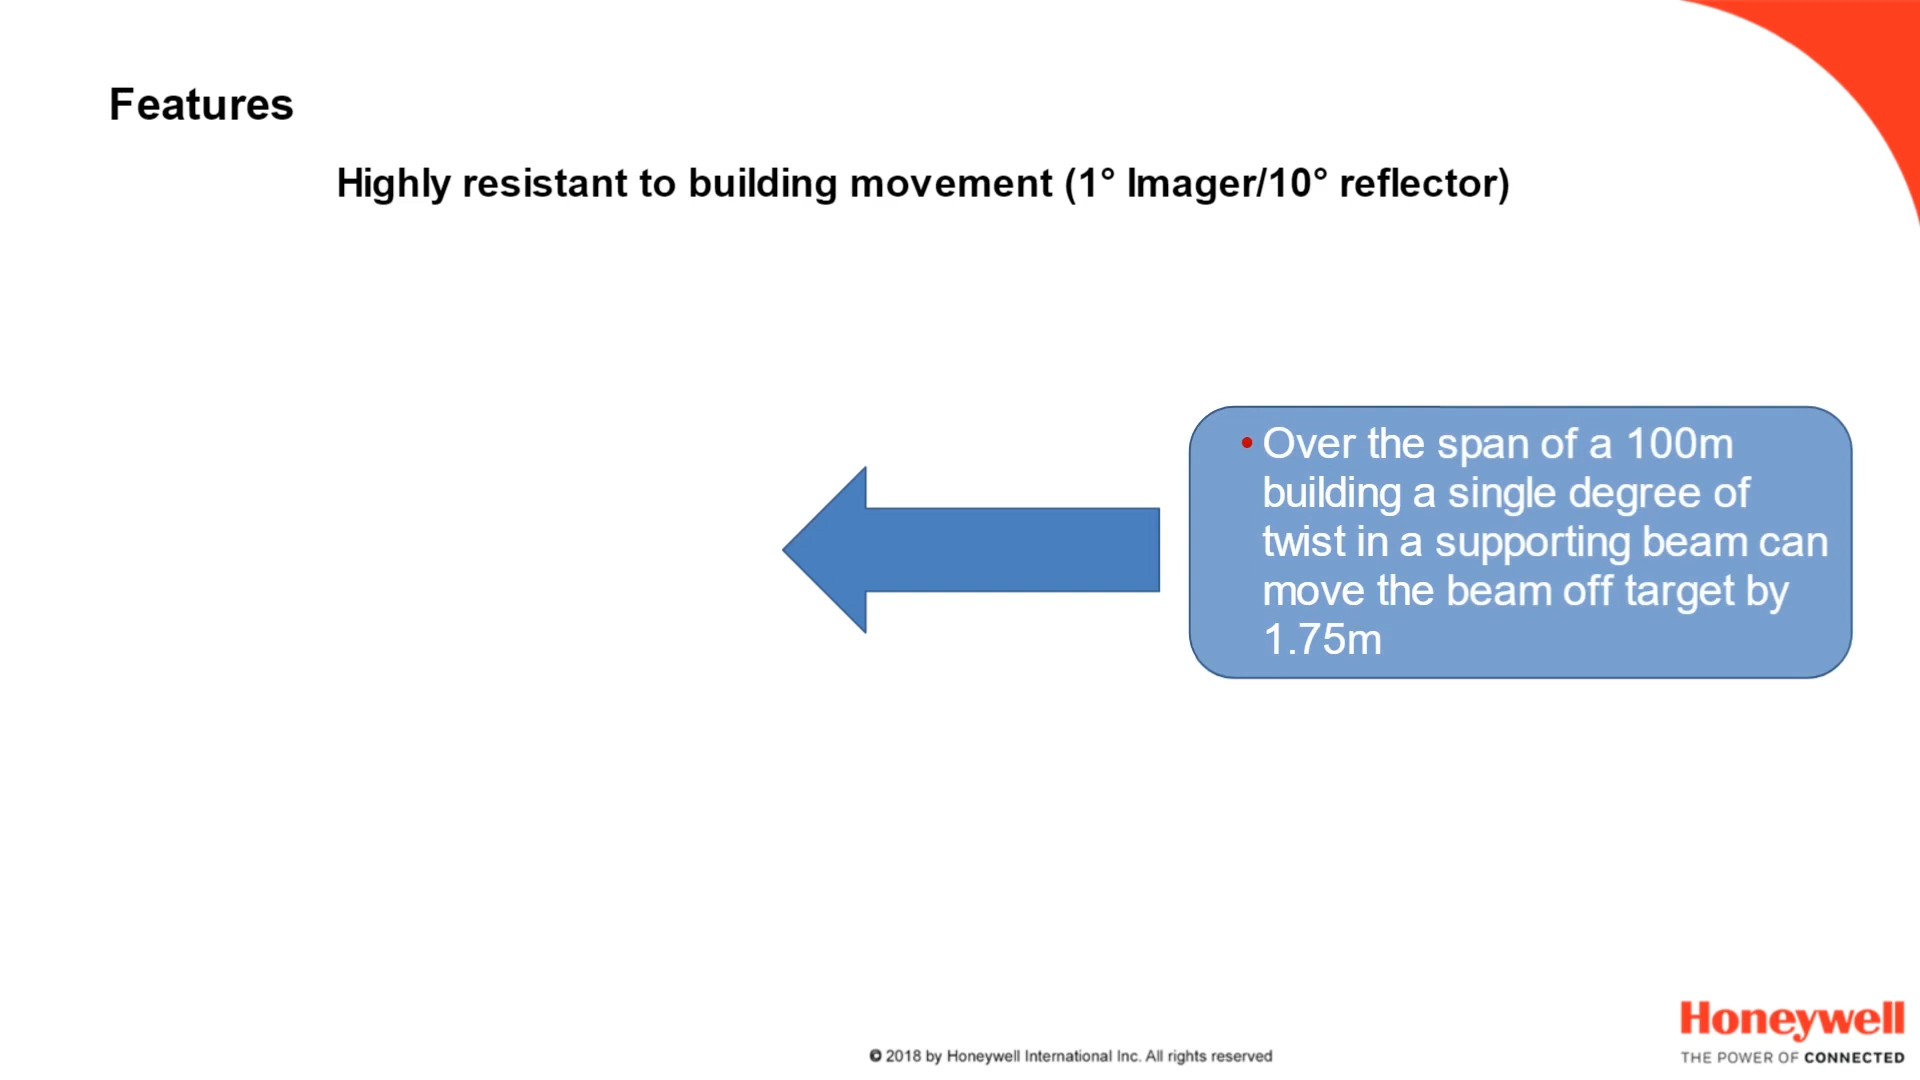 Features
Highly resistant to building movement (1° Imager/10° reflector)
• Over the span of a 100m
building a single degree of
twist in a supporting beam can
move the beam off target by
1.75m
Honeywell
THE POWER OF CONNECTED
© 2018 by Honeywell International Inc. All rights reserved